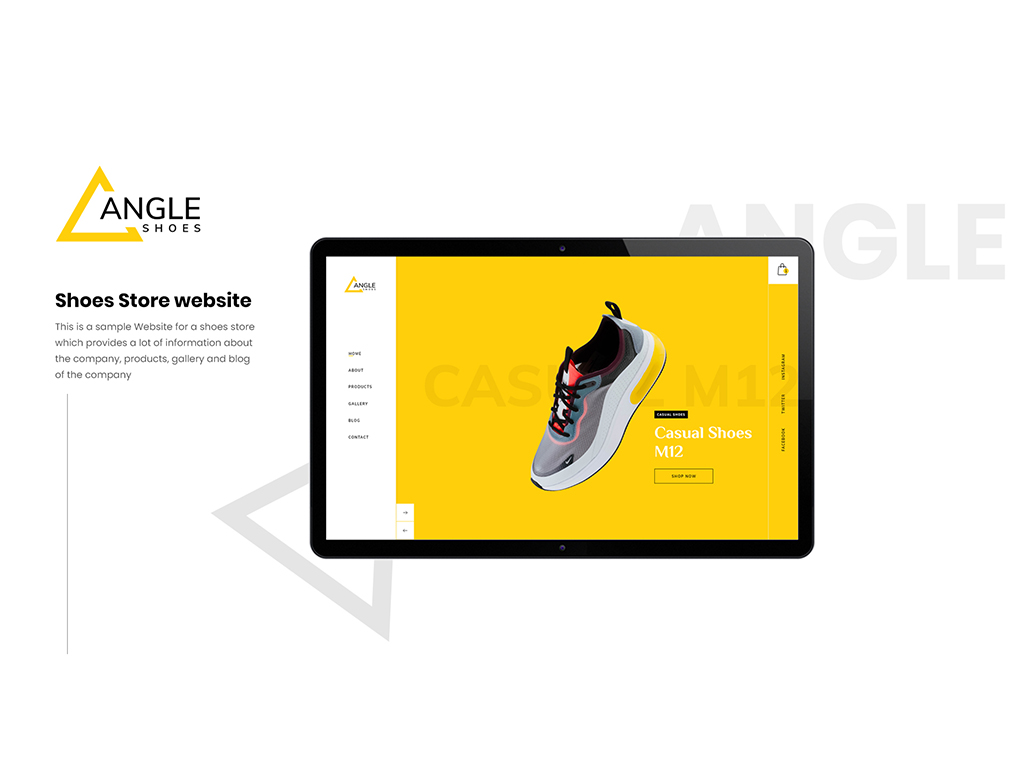 ANGLE
SHOES
Shoes Store website
This is a sample Website for a shoes store
which provides a lot of information about
the company, products, gallery and blog
of the company
ANGLE
ANGLE
SHOES
HOME
ABOUT
PRODUCTS
GALLERY
BLOG
CONTACT
CASUAL M12
CASUAL SHOES
Casual Shoes
M12
SHOP NOW
INSTAGRAM
TWITTER
FACEBOOK